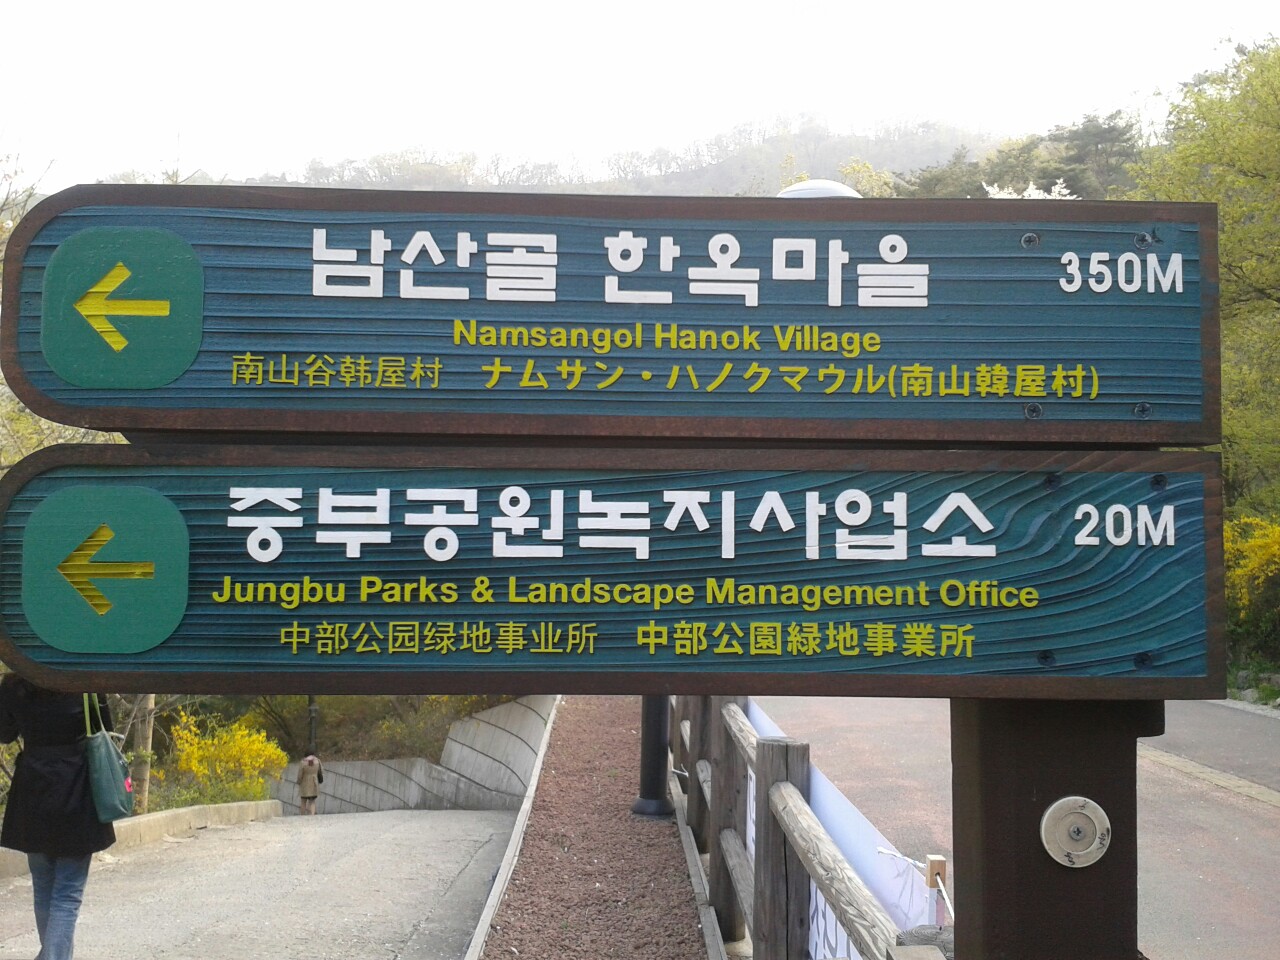 남산골 한옥마을 350M
Namsangol Hanok Village
南山谷韩屋村 ナムサン・ハノクマウル(南山韓屋村)
중부공원녹지사업소 20M
Jungbu Parks & Landscape Management Office
中部公园绿地事业所 中部公園緑地事業所